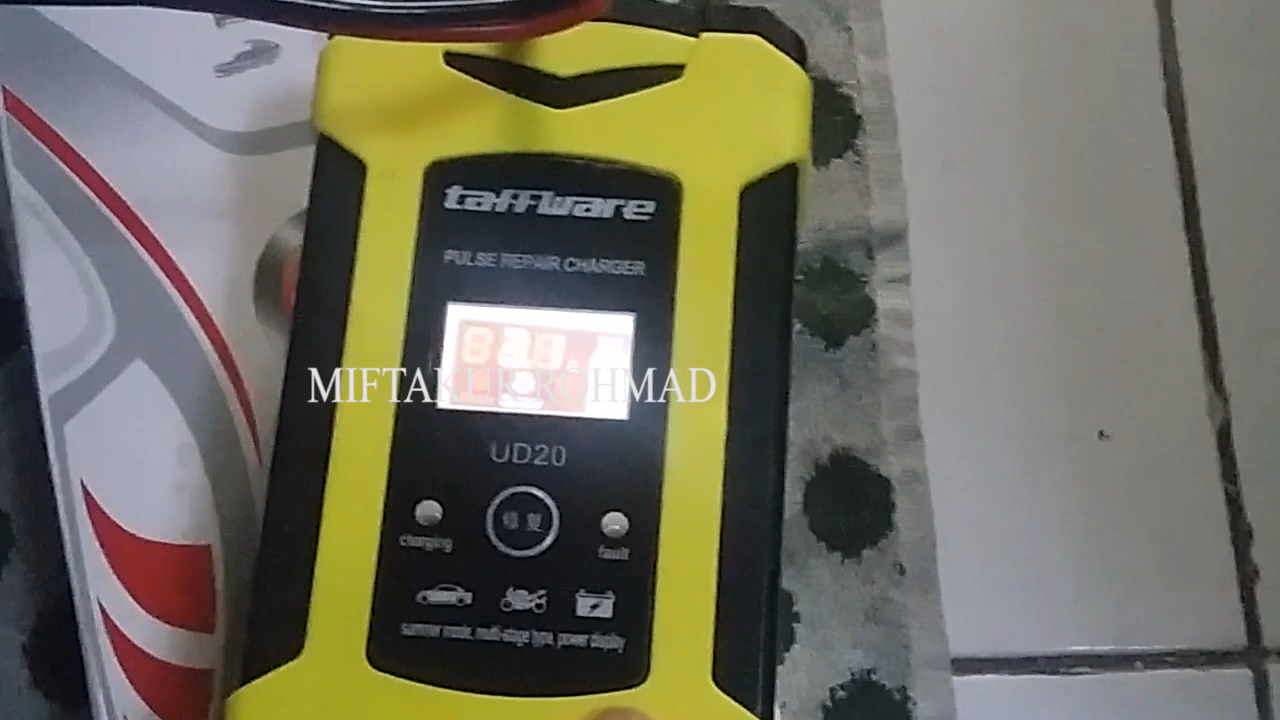 taffware
PULSE REPAIR CHARGER
MIFTAKUR ROHMAD
UD20
修复
charging
fault
summer mode, multi-stage type, power display